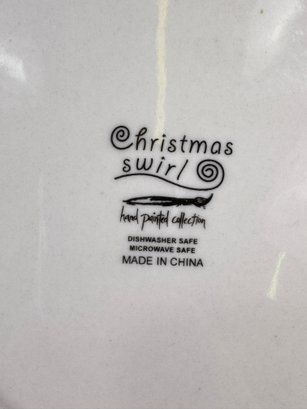 Christmas
swirl
hand painted collection
DISHWASHER SAFE
MICROWAVE SAFE
MADE IN CHINA